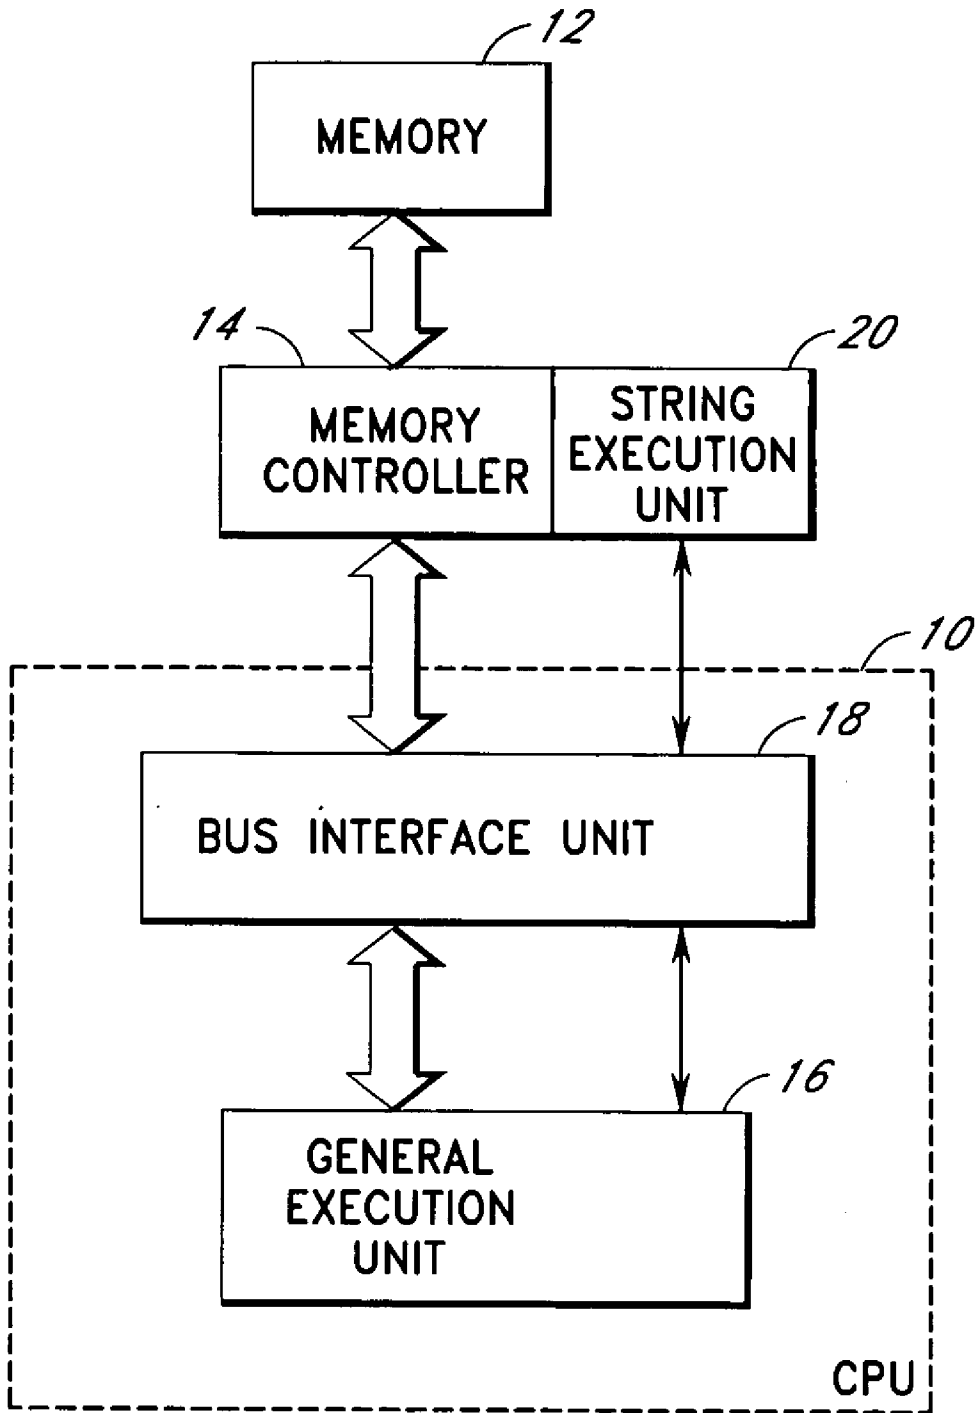 12
MEMORY
14
20
MEMORY
CONTROLLER
STRING
EXECUTION
UNIT
10
18
BUS INTERFACE UNIT
16
GENERAL
EXECUTION
UNIT
CPU